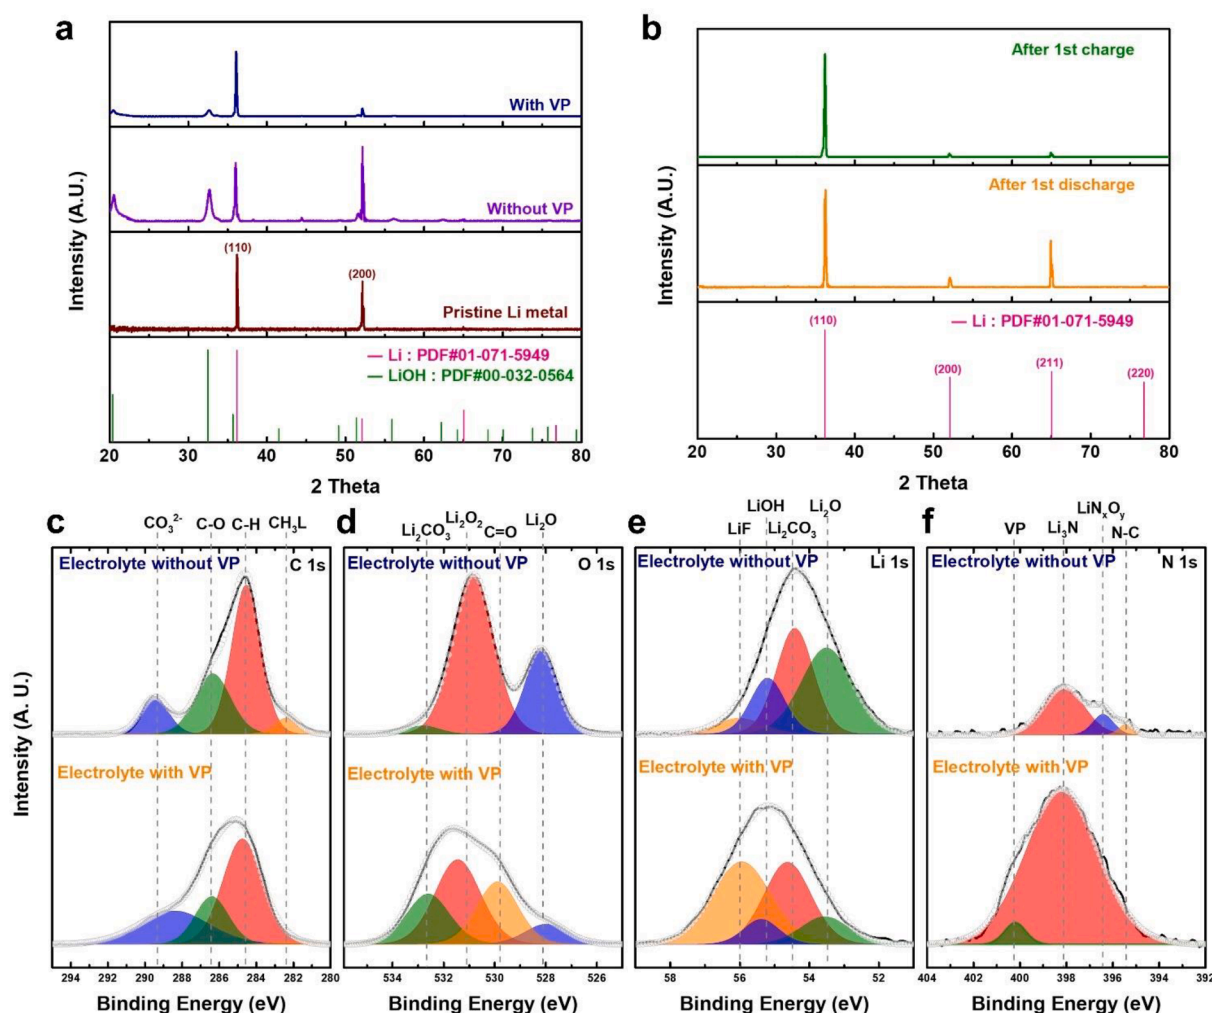 a
With VP
Without VP
(110)
(200)
Pristine Li metal
— Li : PDF#01-071-5949
— LiOH : PDF#00-032-0564
Intensity (A.U.)
20 30 40 50 60 70 80
2 Theta
b
After 1st charge
After 1st discharge
— Li : PDF#01-071-5949
(110)
(200)
(211)
(220)
Intensity (A.U.)
20 30 40 50 60 70 80
2 Theta
c
CO₃²⁻ C-O C-H CH₃L
Electrolyte without VP C 1s
Electrolyte with VP
Intensity (A. U.)
295 290 288 286 284 282 280
Binding Energy (eV)
d
Li₂CO₃ Li₂O₂ C=O Li₂O
Electrolyte without VP O 1s
Electrolyte with VP
534 532 530 528 526
Binding Energy (eV)
e
LiF LiOH Li₂CO₃ Li₂O
Electrolyte without VP Li 1s
Electrolyte with VP
58 56 54 52
Binding Energy (eV)
f
VP Li₃N LiNₓOᵧ N-C
Electrolyte without VP N 1s
Electrolyte with VP
404 402 400 398 396 394 392
Binding Energy (eV)